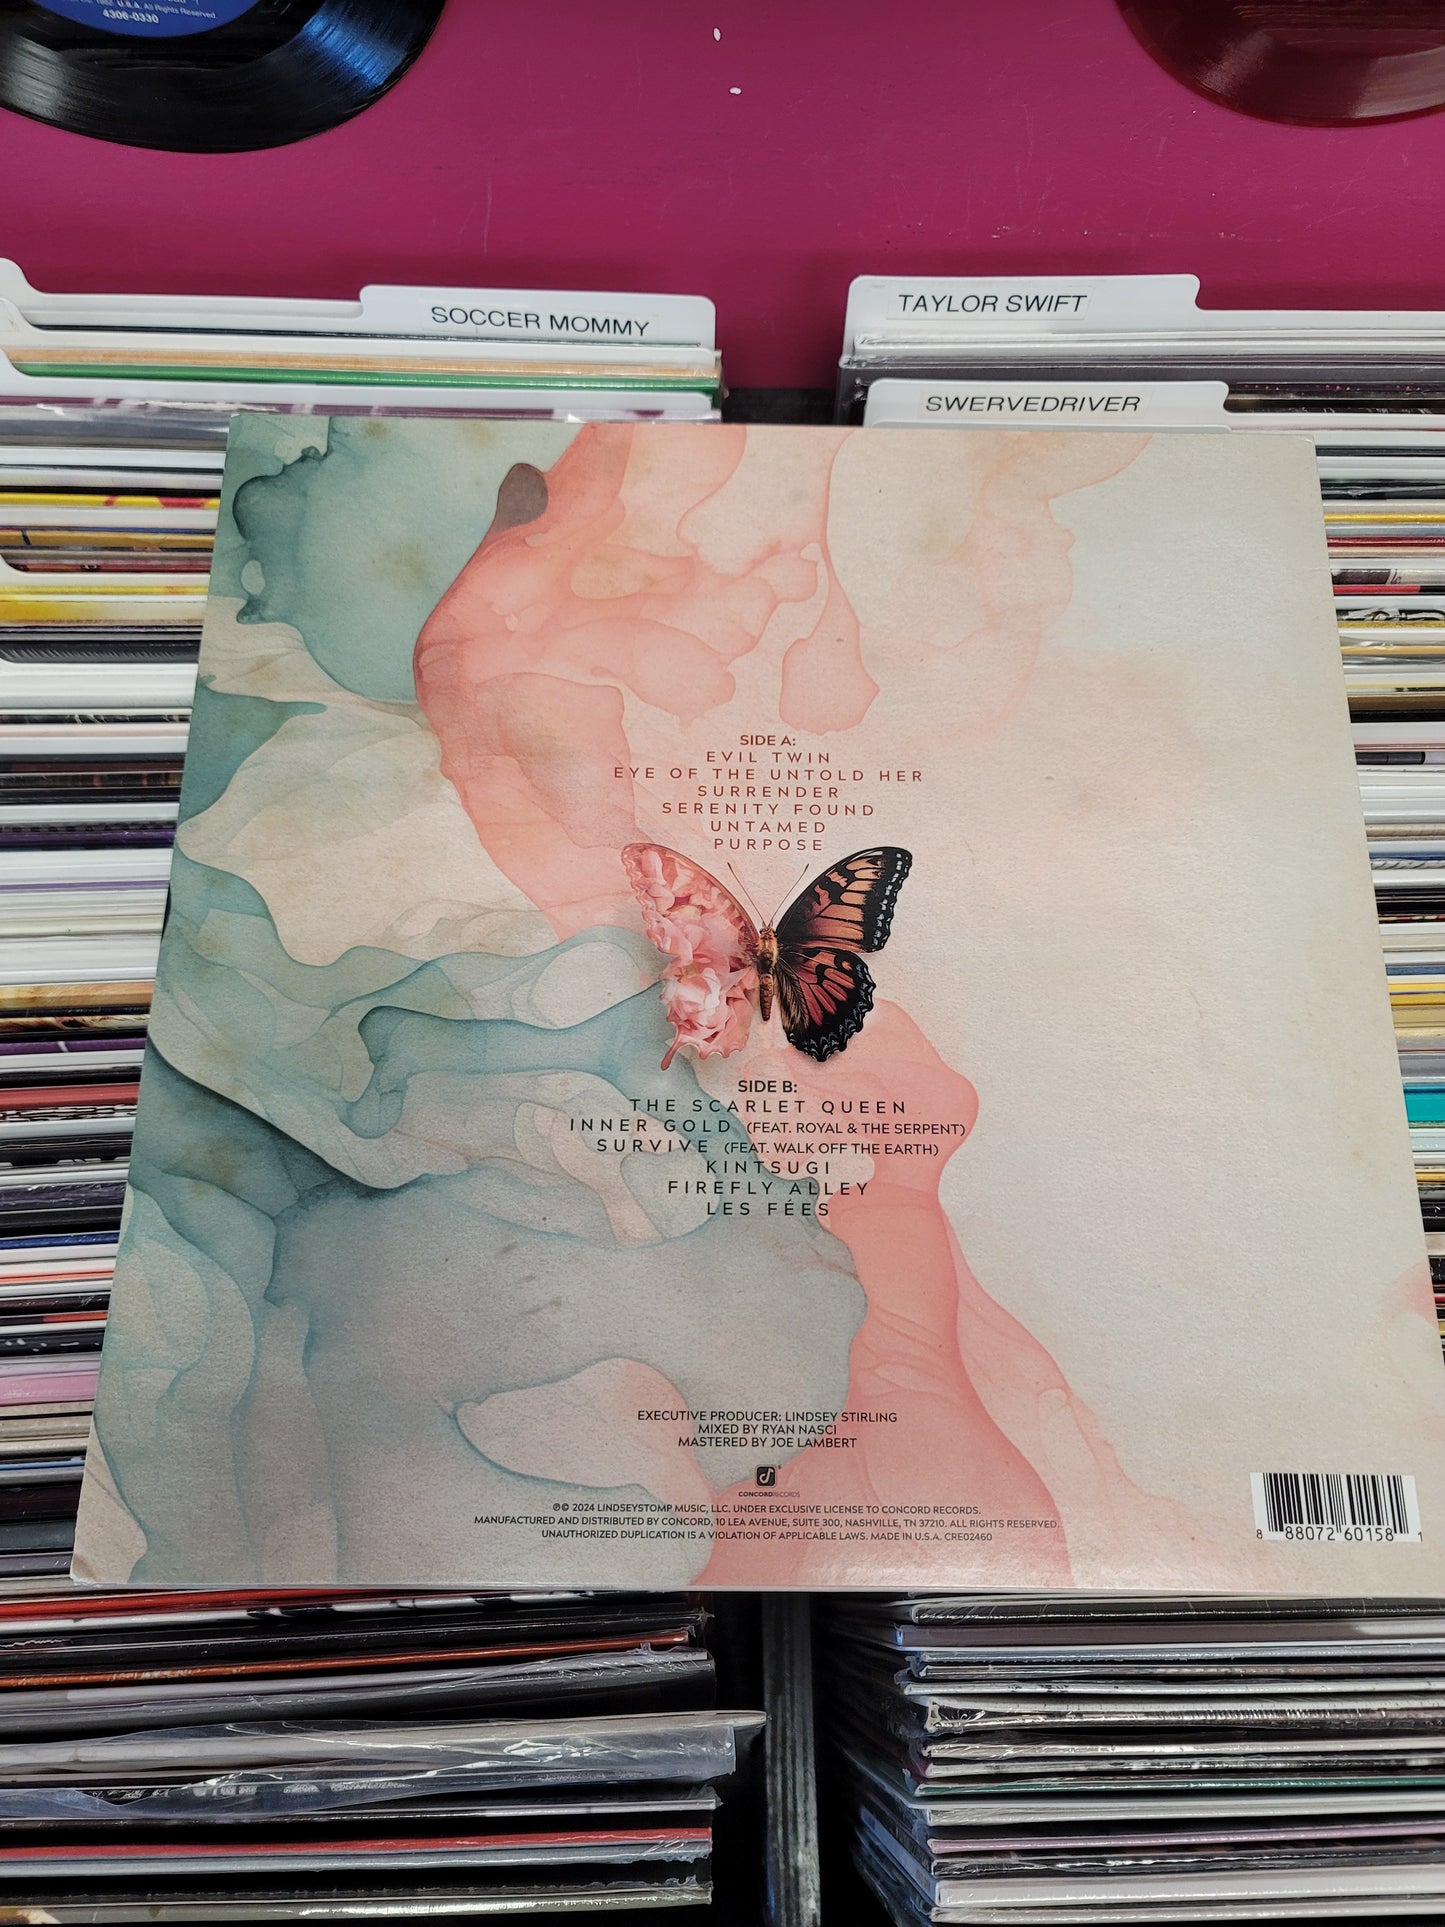 U.S.A. All Rights Reserved.
4306-0330
SOCCER MOMMY
TAYLOR SWIFT
SWERVEDRIVER
SIDE A:
EVIL TWIN
EYE OF THE UNTOLD HER
SURRENDER
SERENITY FOUND
UNTAMED
PURPOSE
SIDE B:
THE SCARLET QUEEN
INNER GOLD (FEAT. ROYAL & THE SERPENT)
SURVIVE (FEAT. WALK OFF THE EARTH)
KINTSUGI
FIREFLY ALLEY
LES FÉES
EXECUTIVE PRODUCER: LINDSEY STIRLING
MIXED BY RYAN NASCI
MASTERED BY JOE LAMBERT
CONCORDRECORDS
℗© 2024 LINDSEYSTOMP MUSIC, LLC. UNDER EXCLUSIVE LICENSE TO CONCORD RECORDS.
MANUFACTURED AND DISTRIBUTED BY CONCORD, 10 LEA AVENUE, SUITE 300, NASHVILLE, TN 37210. ALL RIGHTS RESERVED.
UNAUTHORIZED DUPLICATION IS A VIOLATION OF APPLICABLE LAWS. MADE IN U.S.A. CRE02460
8 88072 60158 1